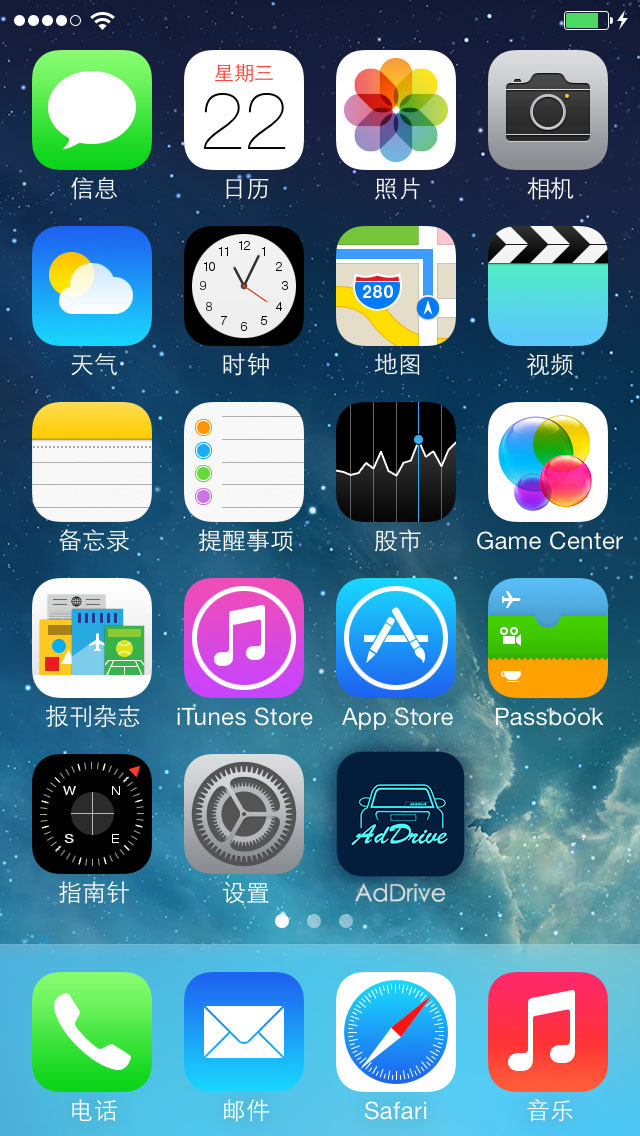 星期三
22
信息
日历
照片
相机
12
11
1
10
2
9
3
8
4
7
5
6
280
天气
时钟
地图
视频
备忘录
提醒事项
股市
Game Center
报刊杂志
iTunes Store
App Store
Passbook
W
N
S
E
AdDrive
指南针
设置
AdDrive
电话
邮件
Safari
音乐